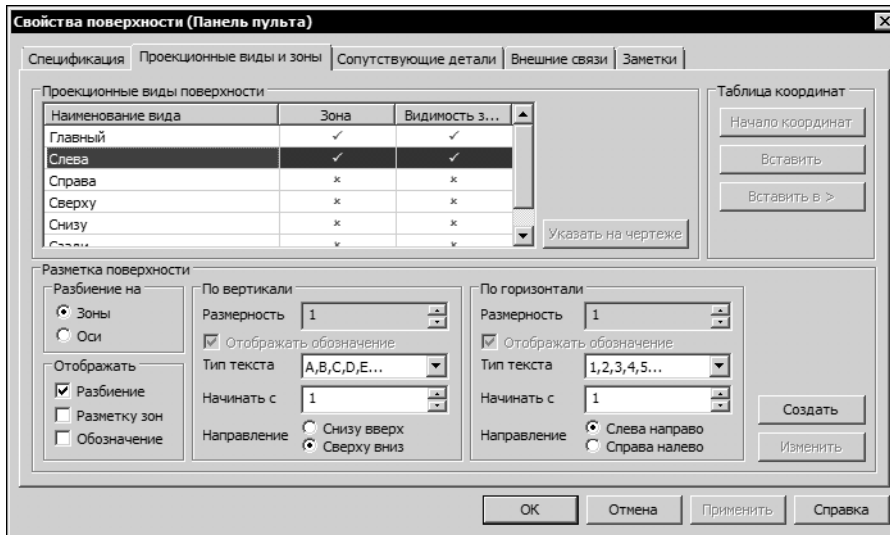 Свойства поверхности (Панель пульта)
Спецификация Проекционные виды и зоны Сопутствующие детали Внешние связи Заметки
Проекционные виды поверхности
Наименование вида Зона Видимость з...
Главный
Слева
Справа
Сверху
Снизу
Указать на чертеже
Таблица координат
Начало координат
Вставить
Вставить в >
Разметка поверхности
Разбиение на
Зоны
Оси
Отображать
Разбиение
Разметку зон
Обозначение
По вертикали
Размерность 1
Отображать обозначение
Тип текста A,B,C,D,E...
Начинать с 1
Направление Снизу вверх
Сверху вниз
По горизонтали
Размерность 1
Отображать обозначение
Тип текста 1,2,3,4,5...
Начинать с 1
Направление Слева направо
Справа налево
Создать
Изменить
OK Отмена Применить Справка